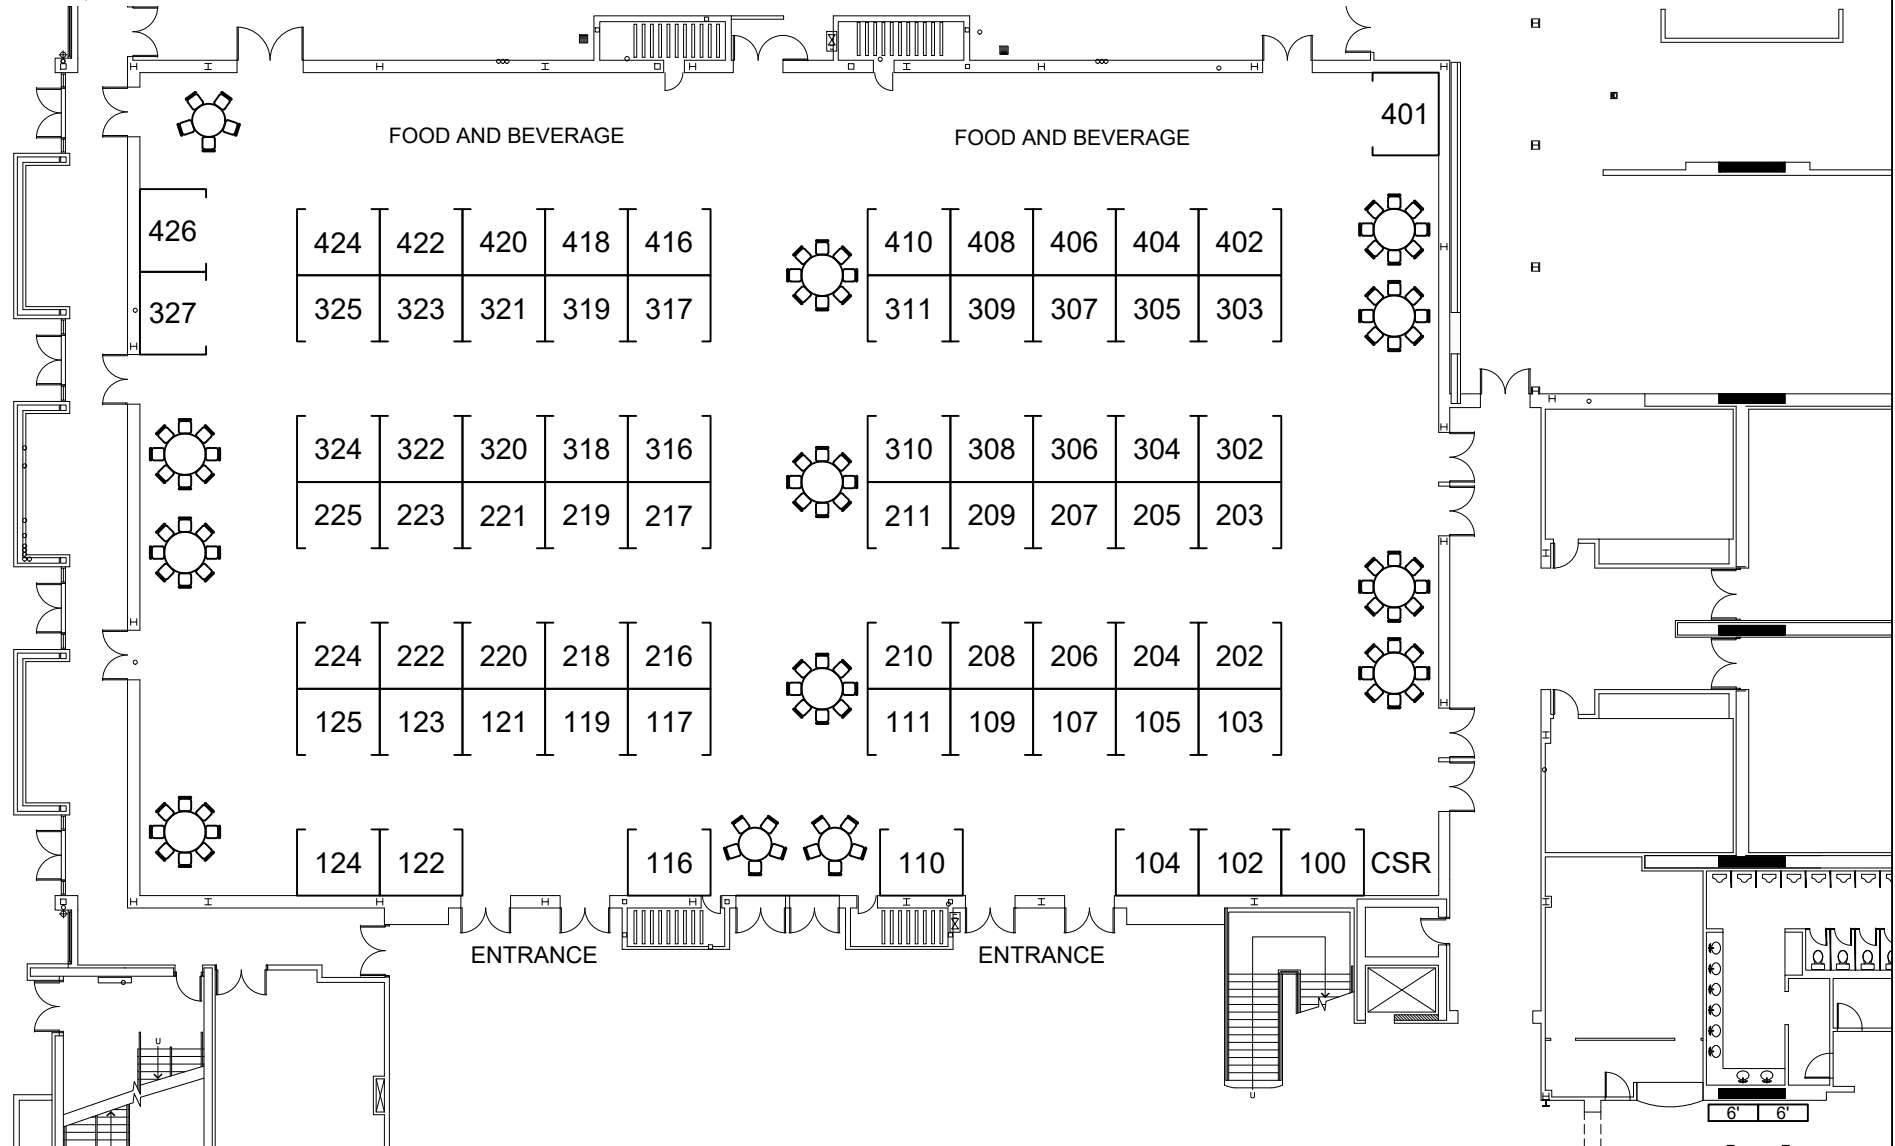 401
FOOD AND BEVERAGE
FOOD AND BEVERAGE
426
424 422 420 418 416
410 408 406 404 402
327
325 323 321 319 317
311 309 307 305 303
324 322 320 318 316
310 308 306 304 302
225 223 221 219 217
211 209 207 205 203
224 222 220 218 216
210 208 206 204 202
125 123 121 119 117
111 109 107 105 103
124 122
116
110
104 102 100 CSR
ENTRANCE
ENTRANCE
U
U
6' 6'